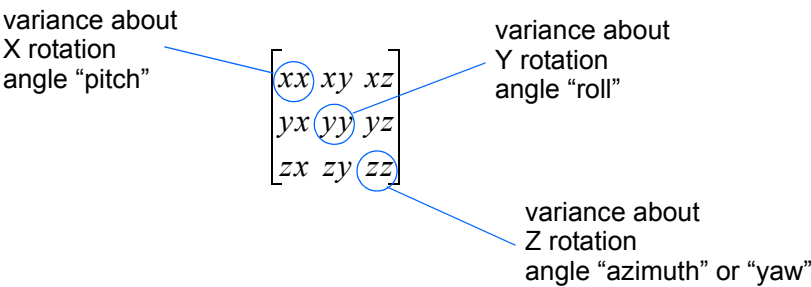 variance about
X rotation
angle “pitch”
variance about
Y rotation
angle “roll”
xx xy xz
yx yy yz
zx zy zz
variance about
Z rotation
angle “azimuth” or “yaw”